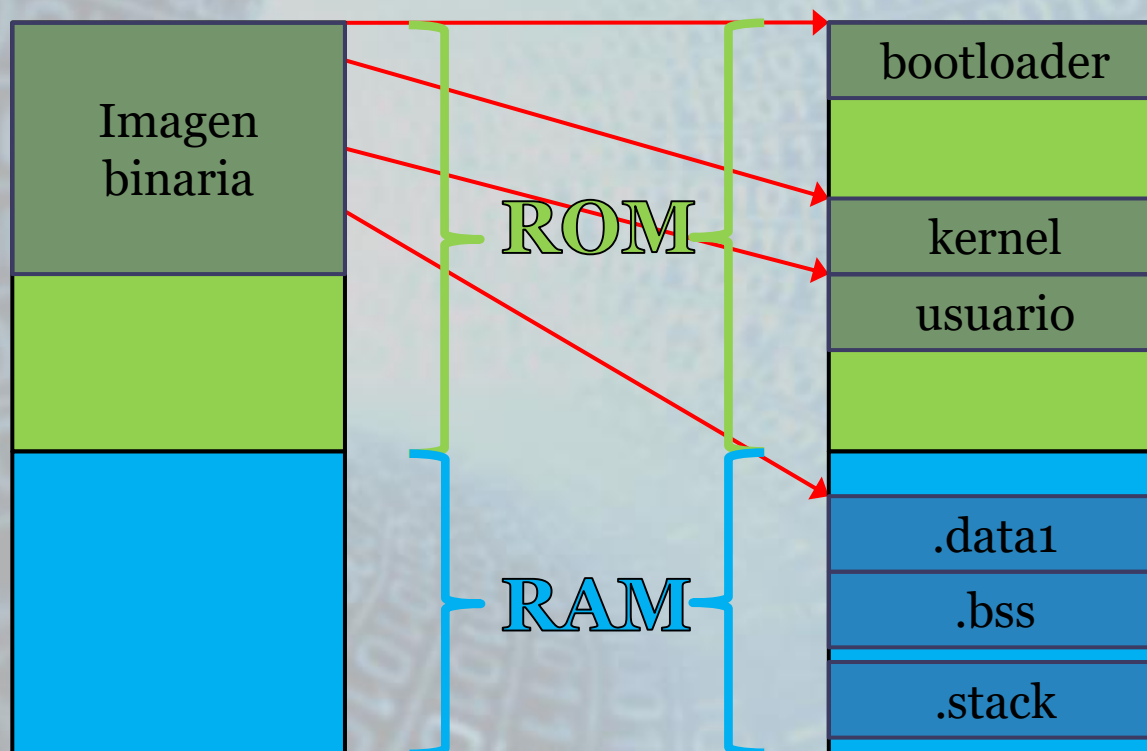 Imagen
binaria
ROM
RAM
bootloader
kernel
usuario
.data1
.bss
.stack